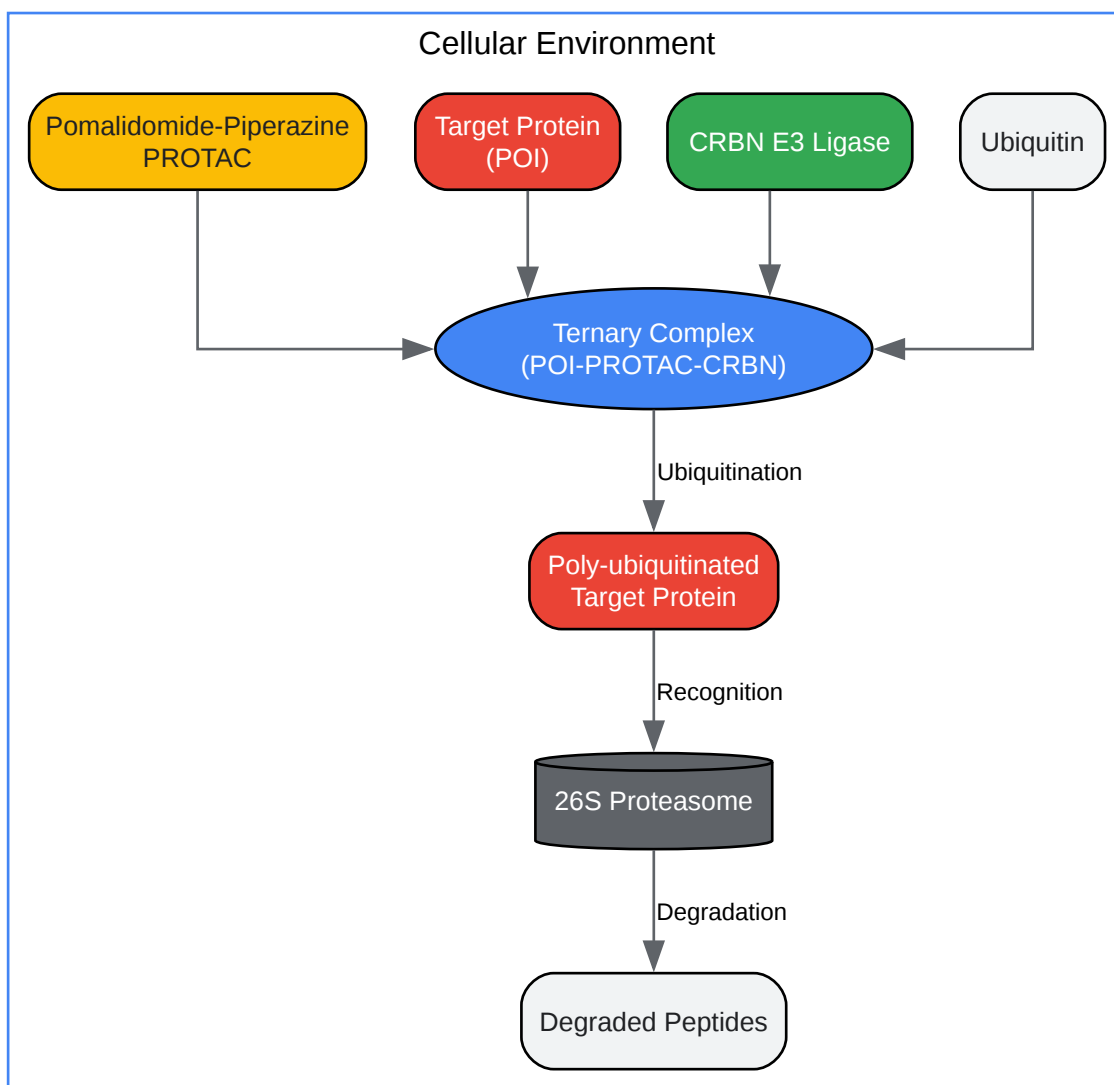 Cellular Environment
Pomalidomide-Piperazine
PROTAC
Target Protein
(POI)
CRBN E3 Ligase
Ubiquitin
Ternary Complex
(POI-PROTAC-CRBN)
Ubiquitination
Poly-ubiquitinated
Target Protein
Recognition
26S Proteasome
Degradation
Degraded Peptides